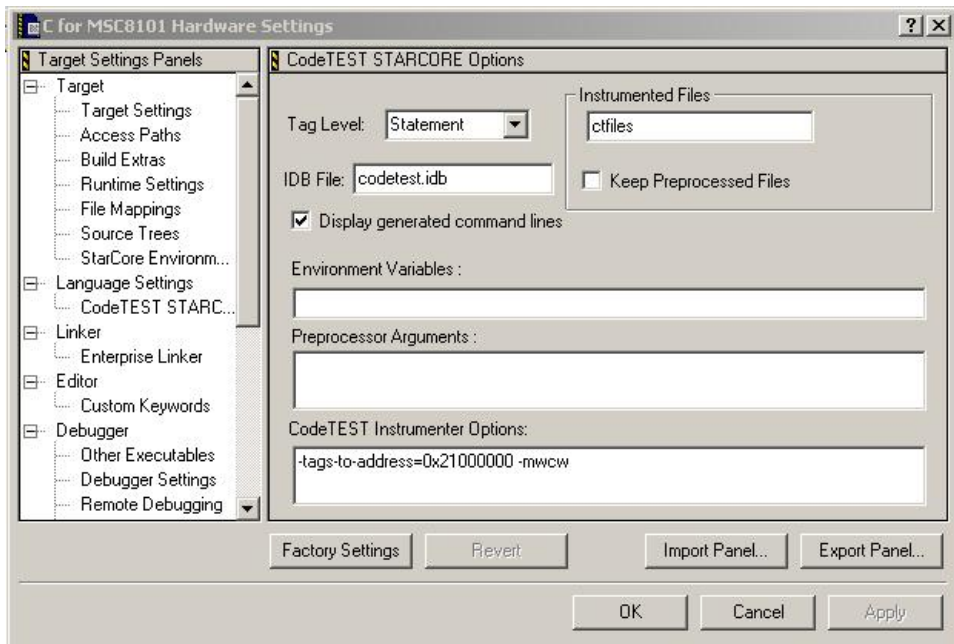 C for MSC8101 Hardware Settings
Target Settings Panels
Target
Target Settings
Access Paths
Build Extras
Runtime Settings
File Mappings
Source Trees
StarCore Environm...
Language Settings
CodeTEST STARC...
Linker
Enterprise Linker
Editor
Custom Keywords
Debugger
Other Executables
Debugger Settings
Remote Debugging
CodeTEST STARCORE Options
Tag Level: Statement
Instrumented Files
ctfiles
IDB File: codetest.idb
Keep Preprocessed Files
Display generated command lines
Environment Variables :
Preprocessor Arguments :
CodeTEST Instrumenter Options:
-tags-to-address=0x21000000 -mwcw
Factory Settings
Revert
Import Panel...
Export Panel...
OK
Cancel
Apply